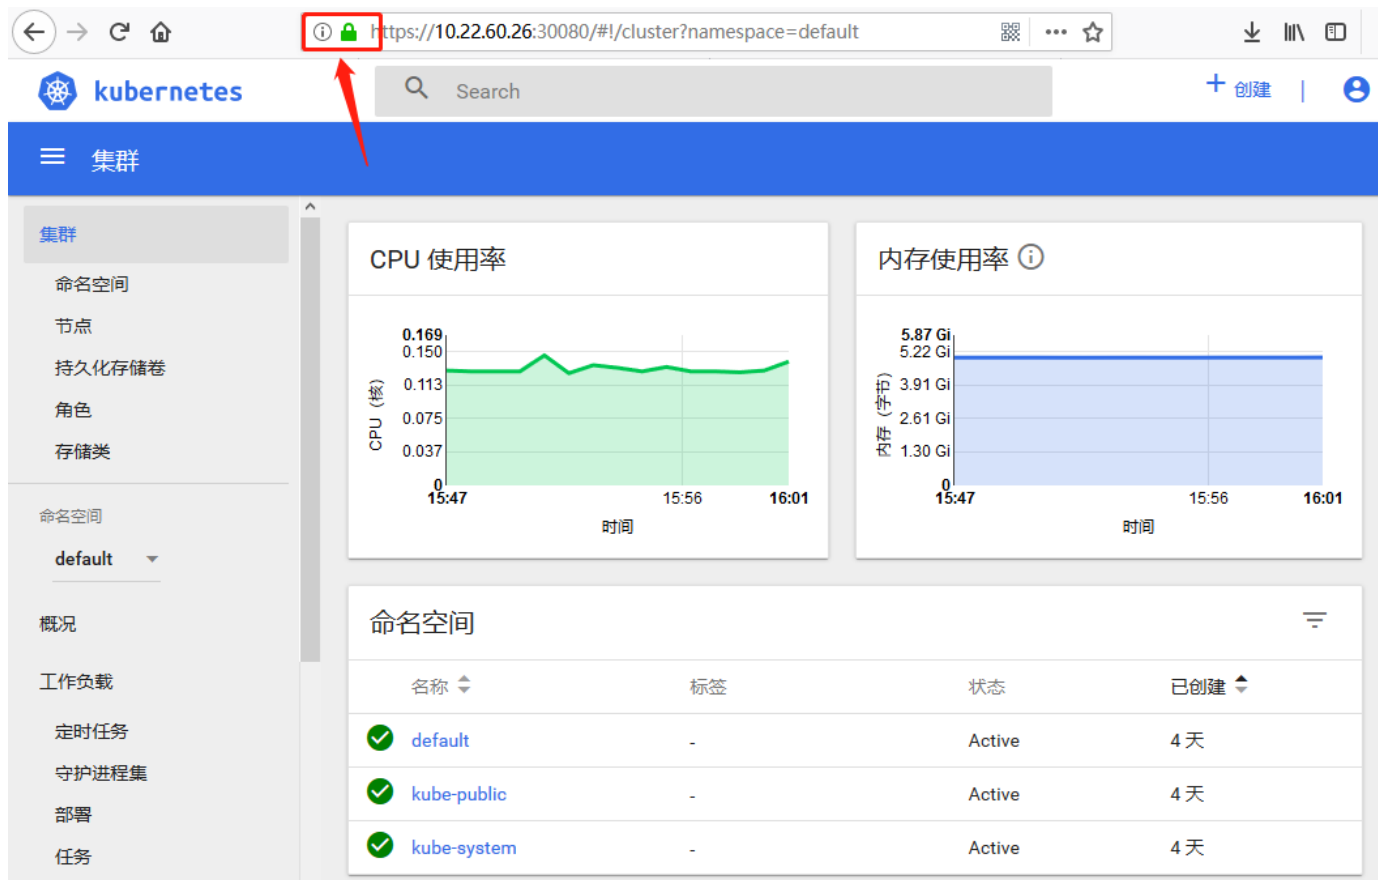 https://10.22.60.26:30080/#!/cluster?namespace=default
kubernetes
Search
创建
集群
集群
命名空间
节点
持久化存储卷
角色
存储类
命名空间
default
概况
工作负载
定时任务
守护进程集
部署
任务
CPU 使用率
0.169
0.150
0.113
0.075
0.037
0
CPU (核)
15:47
15:56
16:01
时间
内存使用率
5.87 Gi
5.22 Gi
3.91 Gi
2.61 Gi
1.30 Gi
0
内存 (字节)
15:47
15:56
16:01
时间
命名空间
名称 标签 状态 已创建
default - Active 4 天
kube-public - Active 4 天
kube-system - Active 4 天